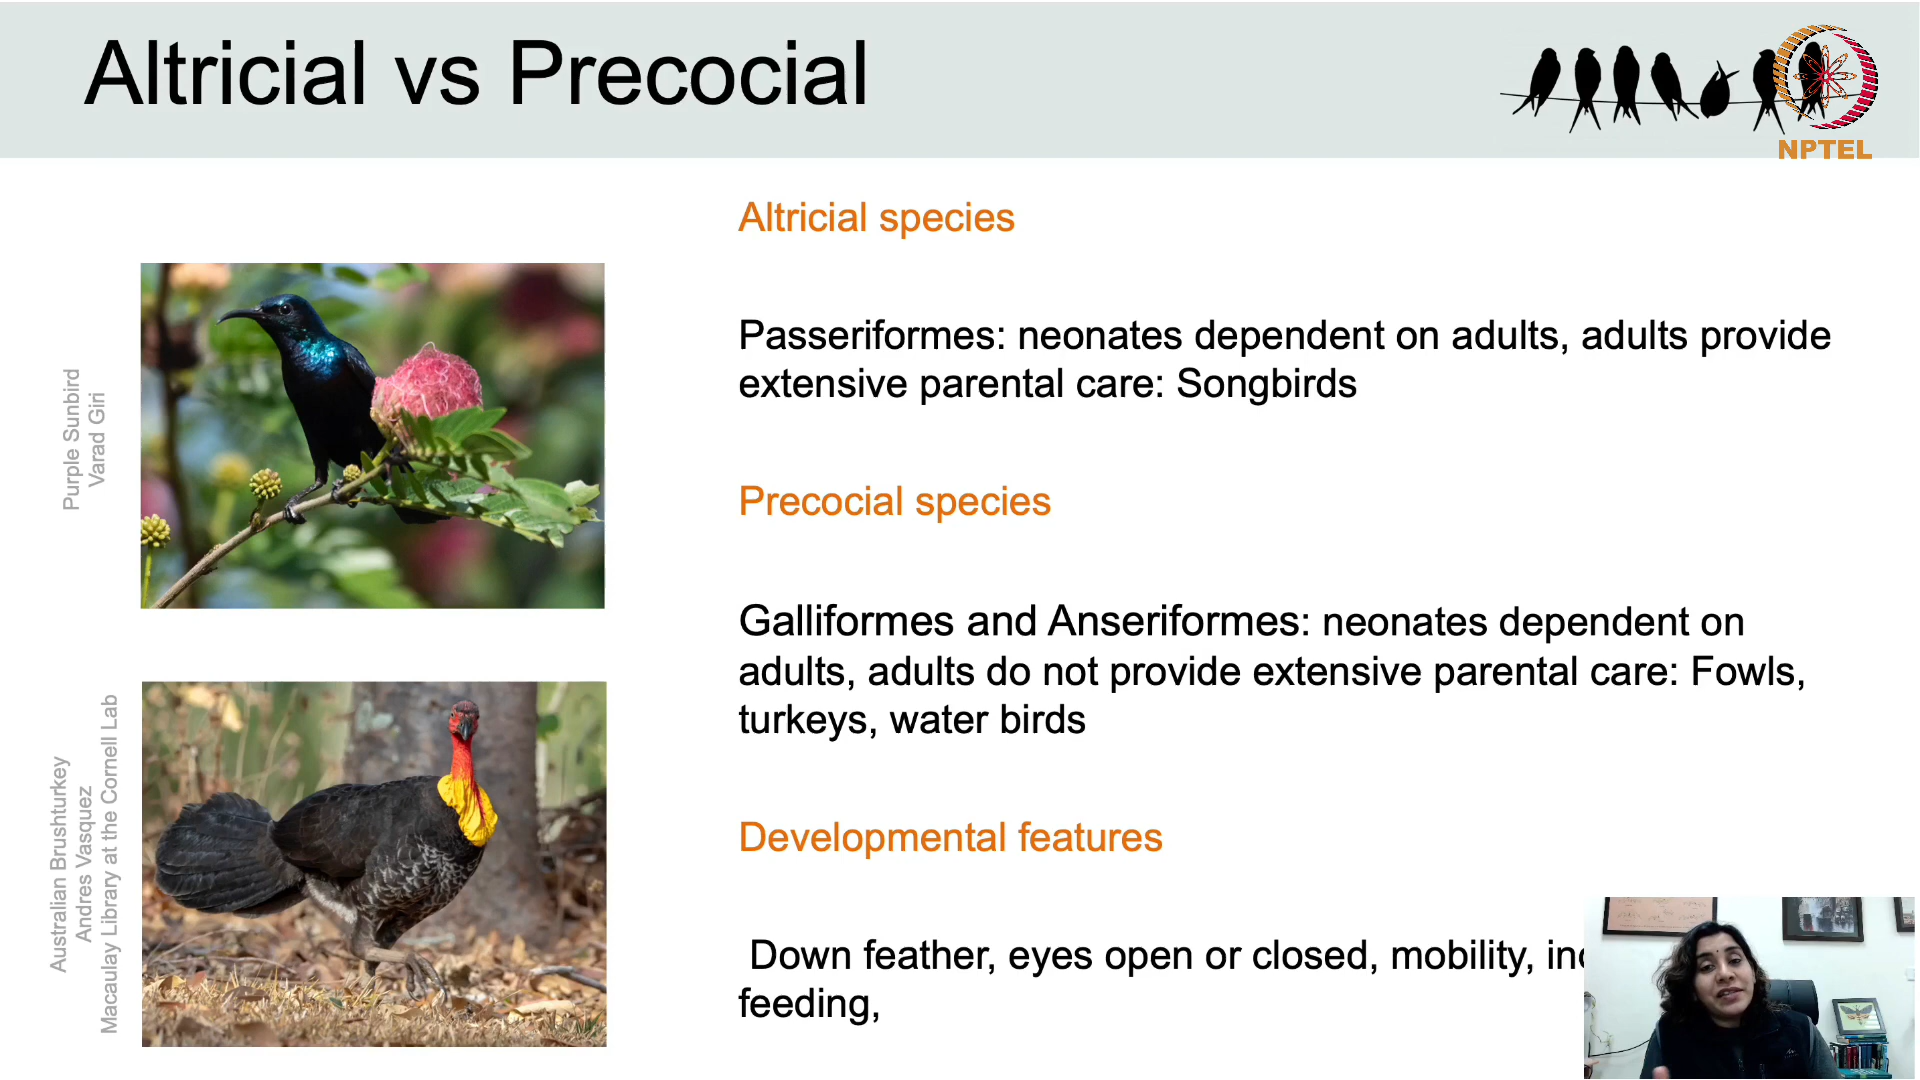 Altricial vs Precocial
NPTEL
Altricial species
Passeriformes: neonates dependent on adults, adults provide
extensive parental care: Songbirds
Purple Sunbird
Varad Giri
Precocial species
Galliformes and Anseriformes: neonates dependent on
adults, adults do not provide extensive parental care: Fowls,
turkeys, water birds
Australian Brushturkey
Andres Vasquez
Macaulay Library at the Cornell Lab
Developmental features
Down feather, eyes open or closed, mobility,
feeding,